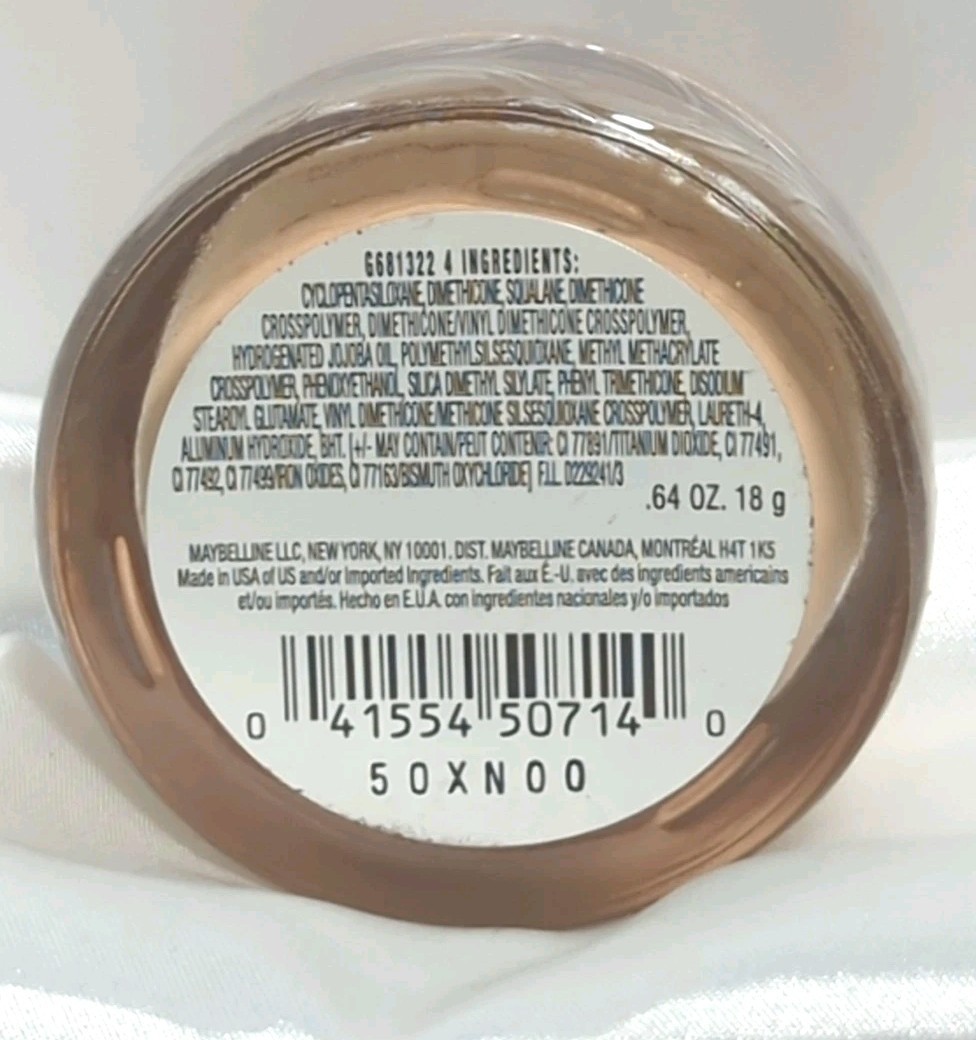 G681322 4 INGREDIENTS:
CYCLOPENTASILOXANE, DIMETHICONE, SQUALANE, DIMETHICONE
CROSSPOLYMER, DIMETHICONE/VINYL DIMETHICONE CROSSPOLYMER,
HYDROGENATED JOJOBA OIL, POLYMETHYLSILSESQUIOXANE, METHYL METHACRYLATE
CROSSPOLYMER, PHENOXYETHANOL, SILICA DIMETHYL SILYLATE, PHENYL TRIMETHICONE, DISODIUM
STEAROYL GLUTAMATE, VINYL DIMETHICONE/METHICONE SILSESQUIOXANE CROSSPOLYMER, LAURETH-4,
ALUMINUM HYDROXIDE, BHT. [+/- MAY CONTAIN/PEUT CONTENIR: CI 77891/TITANIUM DIOXIDE, CI 77491,
CI 77492, CI 77499/IRON OXIDES, CI 77163/BISMUTH OXYCHLORIDE] F.I.L. D229241/3
.64 OZ. 18 g
MAYBELLINE LLC, NEW YORK, NY 10001. DIST. MAYBELLINE CANADA, MONTRÉAL H4T 1K5
Made in USA of US and/or Imported Ingredients. Fait aux É.-U. avec des ingredients americains
et/ou importés. Hecho en E.U.A. con ingredientes nacionales y/o importados
0 41554 50714 0
50XN00